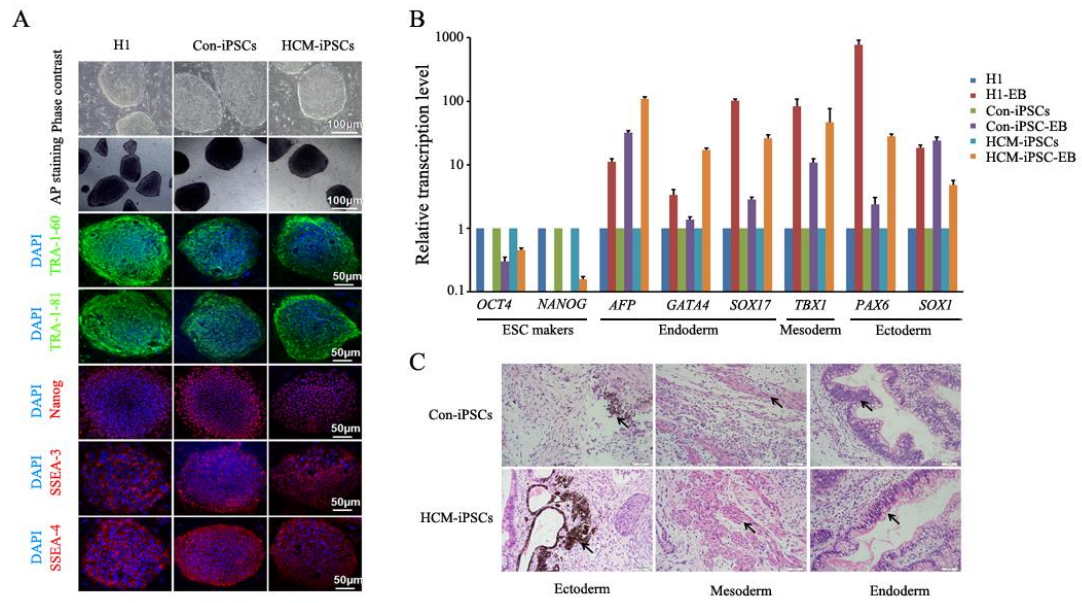 A
H1 Con-iPSCs HCM-iPSCs
Phase contrast
100μm
AP staining
100μm
DAPI
TRA-1-60
50μm
DAPI
TRA-1-81
50μm
DAPI
Nanog
50μm
DAPI
SSEA-3
50μm
DAPI
SSEA-4
50μm
B
Relative transcription level
1000
100
10
1
0.1
H1
H1-EB
Con-iPSCs
Con-iPSC-EB
HCM-iPSCs
HCM-iPSC-EB
OCT4 NANOG AFP GATA4 SOX17 TBX1 PAX6 SOX1
ESC makers Endoderm Mesoderm Ectoderm
C
Con-iPSCs
HCM-iPSCs
Ectoderm Mesoderm Endoderm